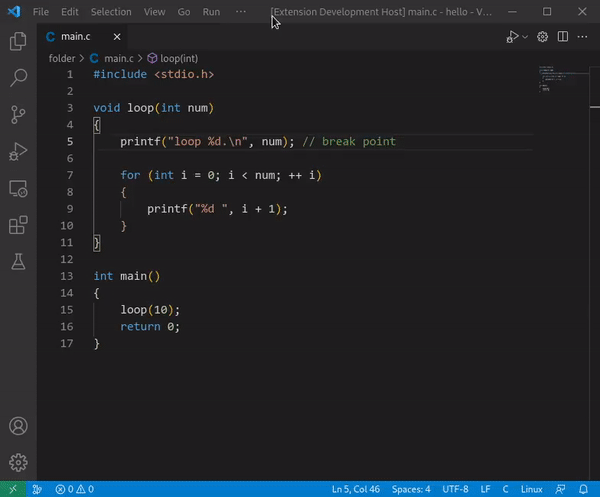 File Edit Selection View Go Run ··· [Extension Development Host] main.c - hello - V...
C main.c
folder > C main.c > loop(int)
1 #include <stdio.h>
2
3 void loop(int num)
4 {
5     printf("loop %d.\n", num); // break point
6
7     for (int i = 0; i < num; ++ i)
8     {
9         printf("%d ", i + 1);
10     }
11 }
12
13 int main()
14 {
15     loop(10);
16     return 0;
17 }
0 0 Ln 5, Col 46 Spaces: 4 UTF-8 LF C Linux